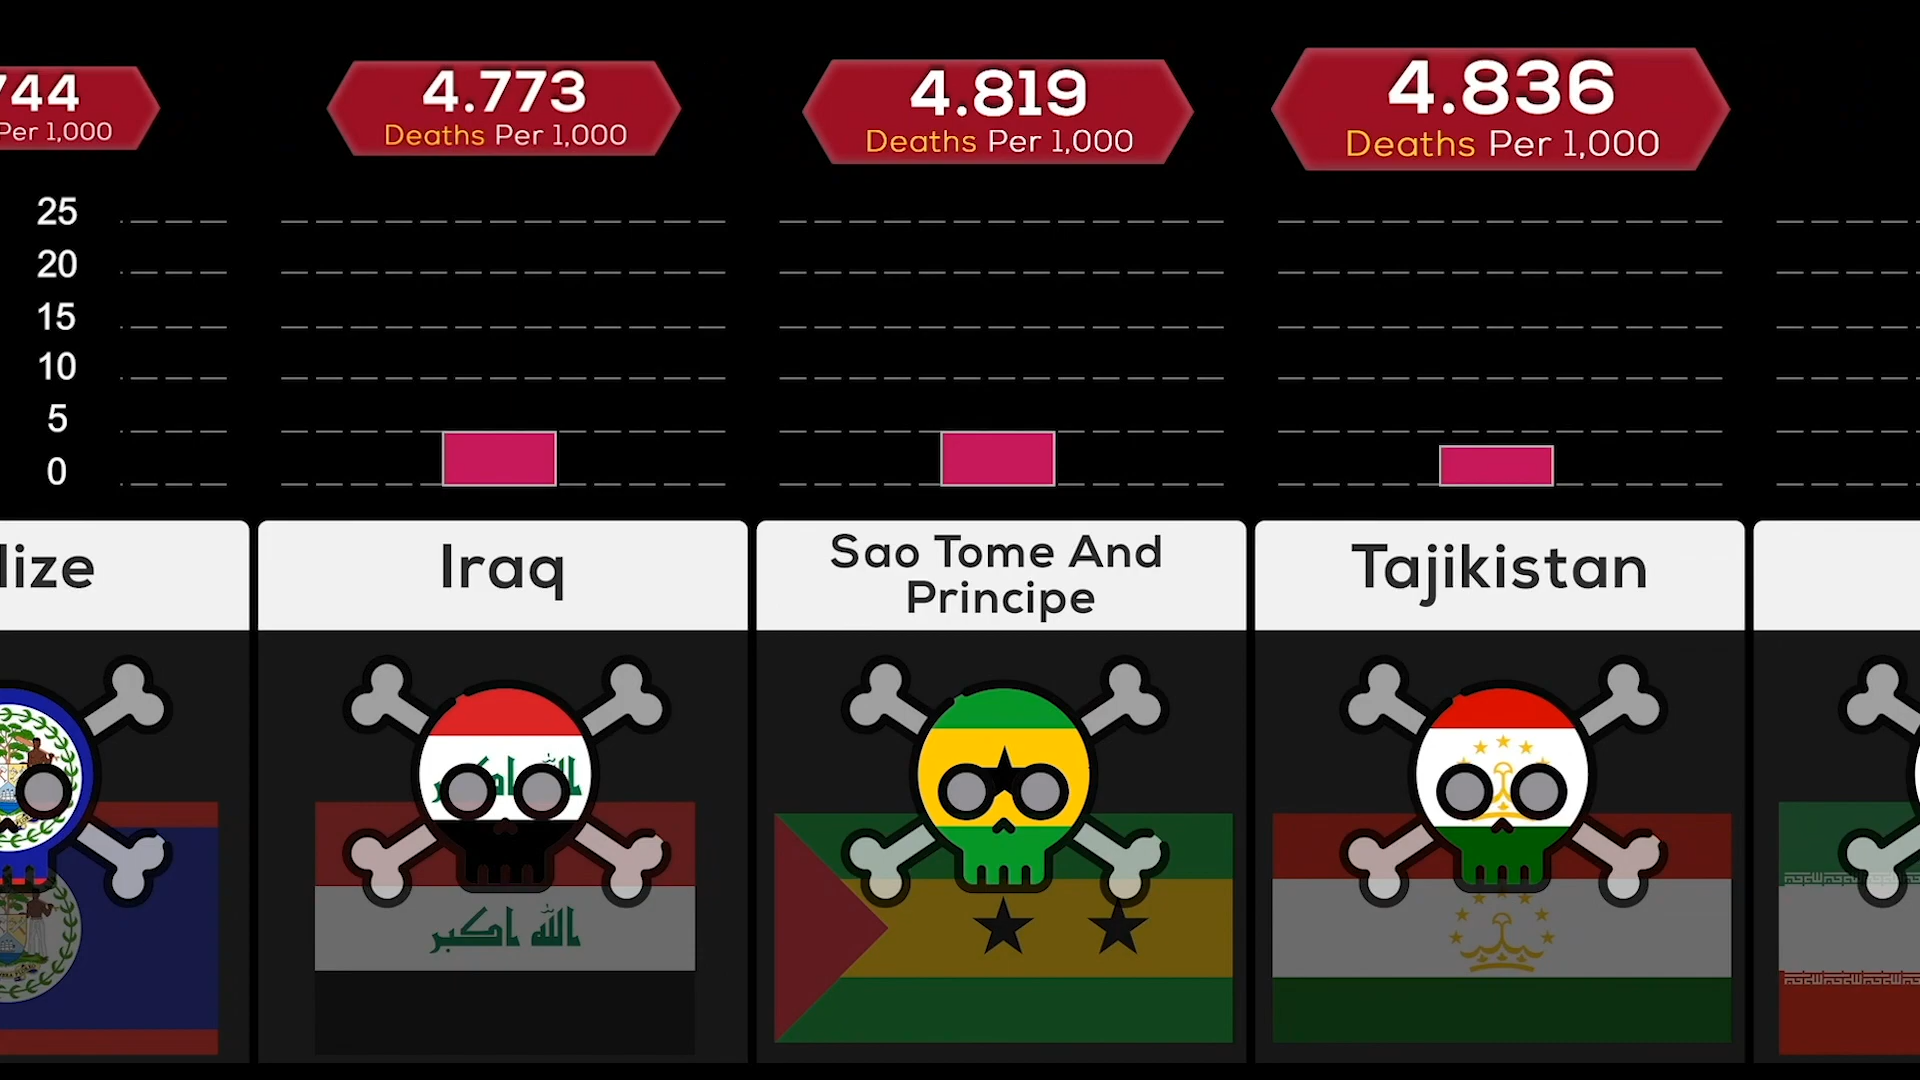 744
Per 1,000
4.773
Deaths Per 1,000
4.819
Deaths Per 1,000
4.836
Deaths Per 1,000
25
20
15
10
5
0
lize
Iraq
Sao Tome And
Principe
Tajikistan
الله اكبر